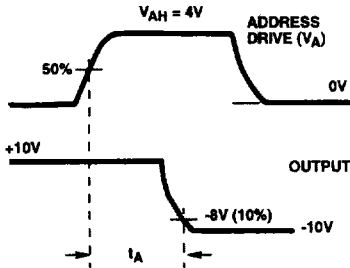 V_AH = 4V
ADDRESS
DRIVE (V_A)
50%
0V
+10V
OUTPUT
-8V (10%)
-10V
t_A